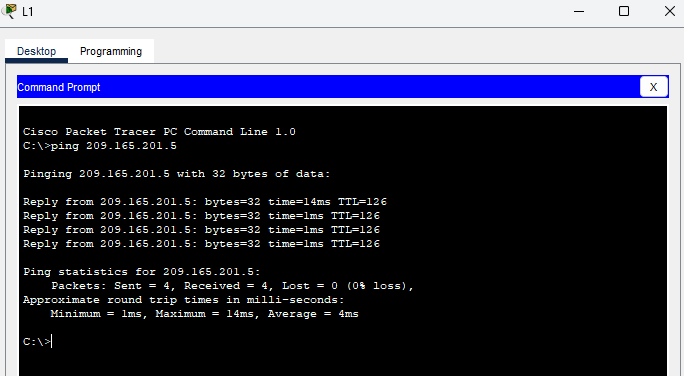 L1
Desktop Programming
Command Prompt X
Cisco Packet Tracer PC Command Line 1.0
C:\>ping 209.165.201.5
Pinging 209.165.201.5 with 32 bytes of data:
Reply from 209.165.201.5: bytes=32 time=14ms TTL=126
Reply from 209.165.201.5: bytes=32 time=1ms TTL=126
Reply from 209.165.201.5: bytes=32 time=1ms TTL=126
Reply from 209.165.201.5: bytes=32 time=1ms TTL=126
Ping statistics for 209.165.201.5:
Packets: Sent = 4, Received = 4, Lost = 0 (0% loss),
Approximate round trip times in milli-seconds:
Minimum = 1ms, Maximum = 14ms, Average = 4ms
C:\>